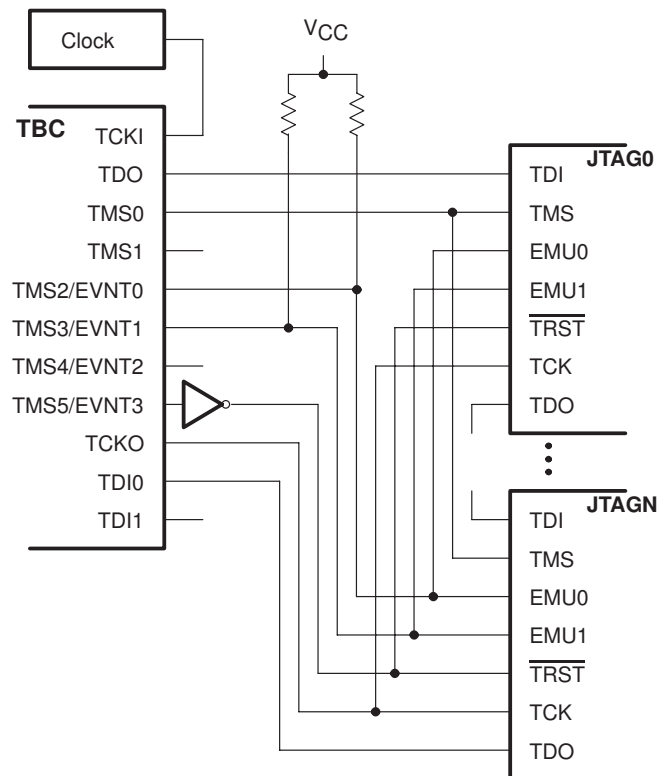 Clock
VCC
TBC
TCKI
TDO
TMS0
TMS1
TMS2/EVNT0
TMS3/EVNT1
TMS4/EVNT2
TMS5/EVNT3
TCKO
TDI0
TDI1
JTAG0
TDI
TMS
EMU0
EMU1
TRST
TCK
TDO
JTAGN
TDI
TMS
EMU0
EMU1
TRST
TCK
TDO